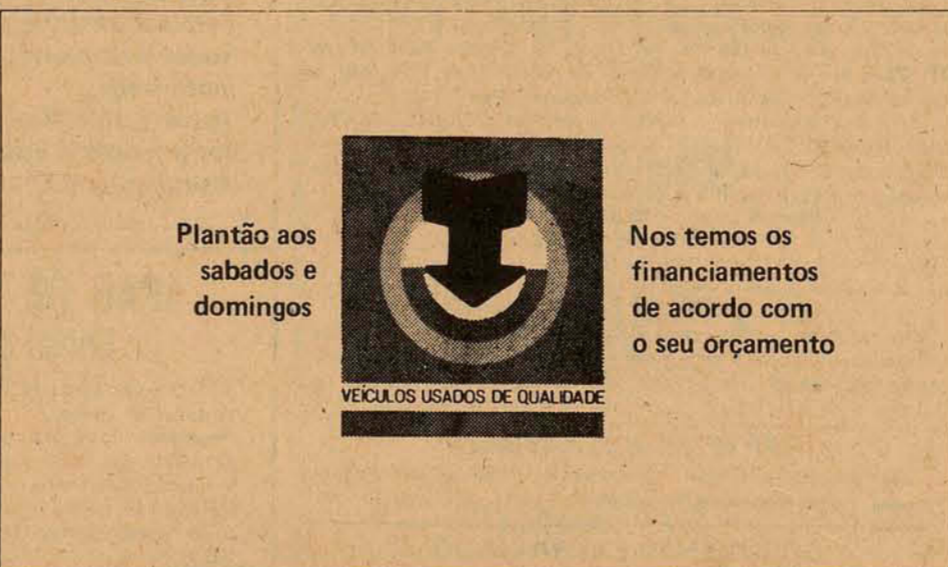 Plantão aos
sabados e
domingos
VEÍCULOS USADOS DE QUALIDADE
Nos temos os
financiamentos
de acordo com
o seu orçamento